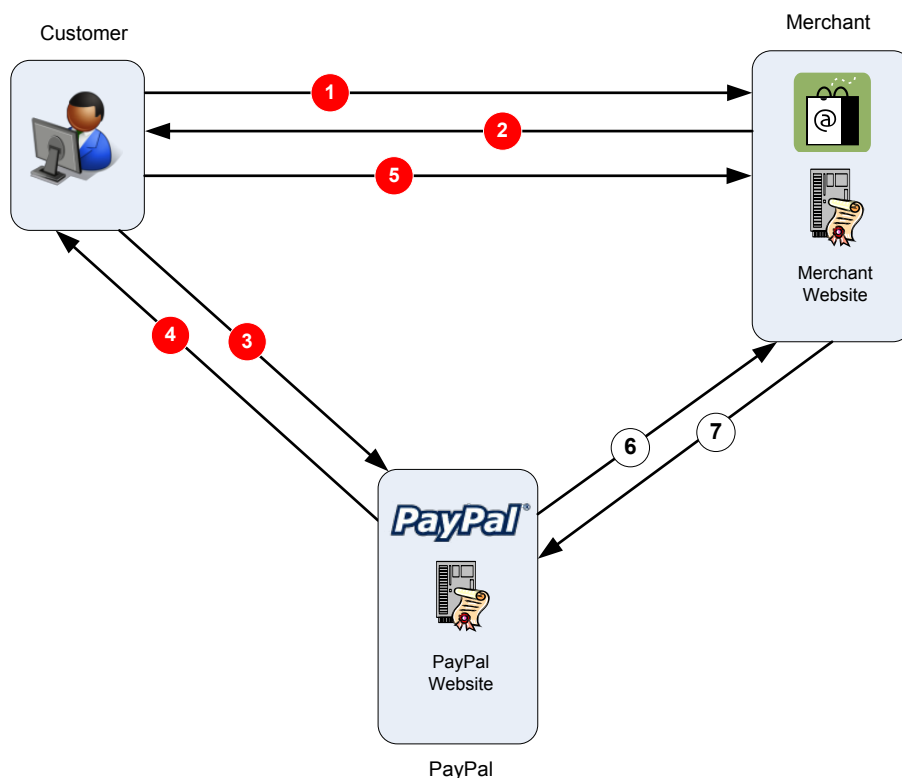 Customer
Merchant
1
2
@
5
Merchant
Website
4
3
6
7
PayPal®
PayPal
Website
PayPal